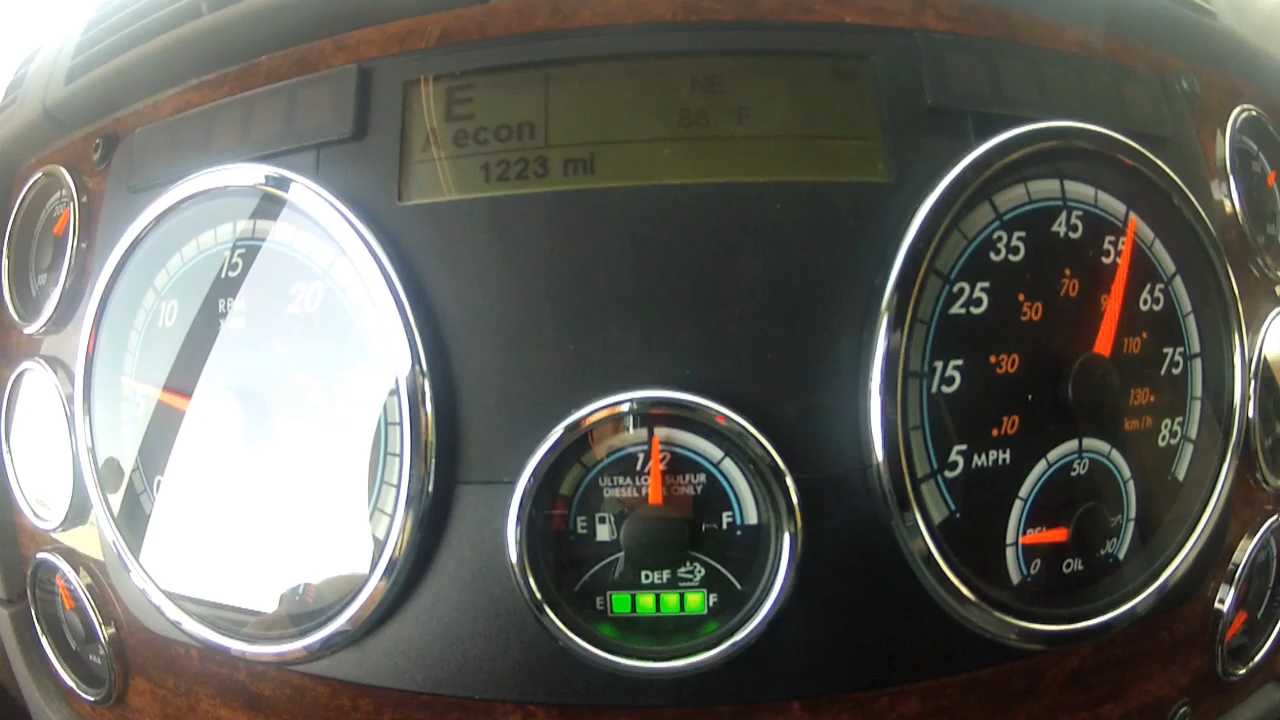 E
NE
econ
1223 mi
10
15
20
RPM
1/2
ULTRA LOW SULFUR
DIESEL FUEL ONLY
E
F
DEF
E F
5 MPH
15
25
35
45
55
65
75
85
10
30
50
70
110
130
km/h
50
0
OIL